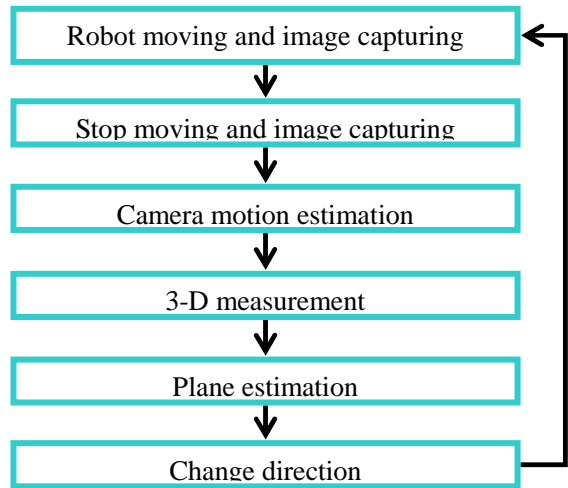 Robot moving and image capturing
Stop moving and image capturing
Camera motion estimation
3-D measurement
Plane estimation
Change direction